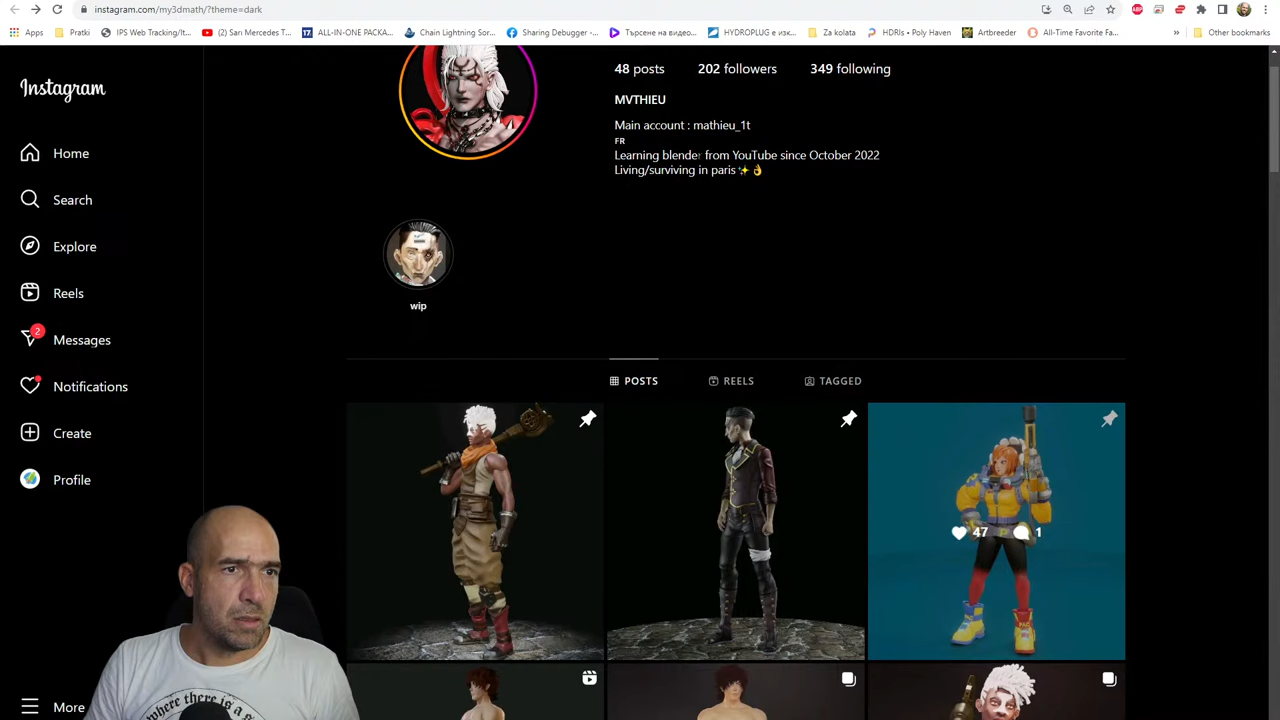 instagram.com/my3dmath/?theme=dark
Apps
Pratki
IPS Web Tracking/It...
(2) San Mercedes T...
ALL-IN-ONE PACKA...
Chain Lightning Sor...
Sharing Debugger -...
Търсене на видео...
HYDROPLUG е изк...
Za kolata
HDRIs • Poly Haven
Artbreeder
All-Time Favorite Fa...
»
Other bookmarks
Instagram
48 posts 202 followers 349 following
MVTHIEU
Main account : mathieu_1t
FR
Learning blender from YouTube since October 2022
Living/surviving in paris✨👌
wip
Home
Search
Explore
Reels
2
Messages
Notifications
Create
Profile
More
POSTS REELS TAGGED
47 1
where there is a